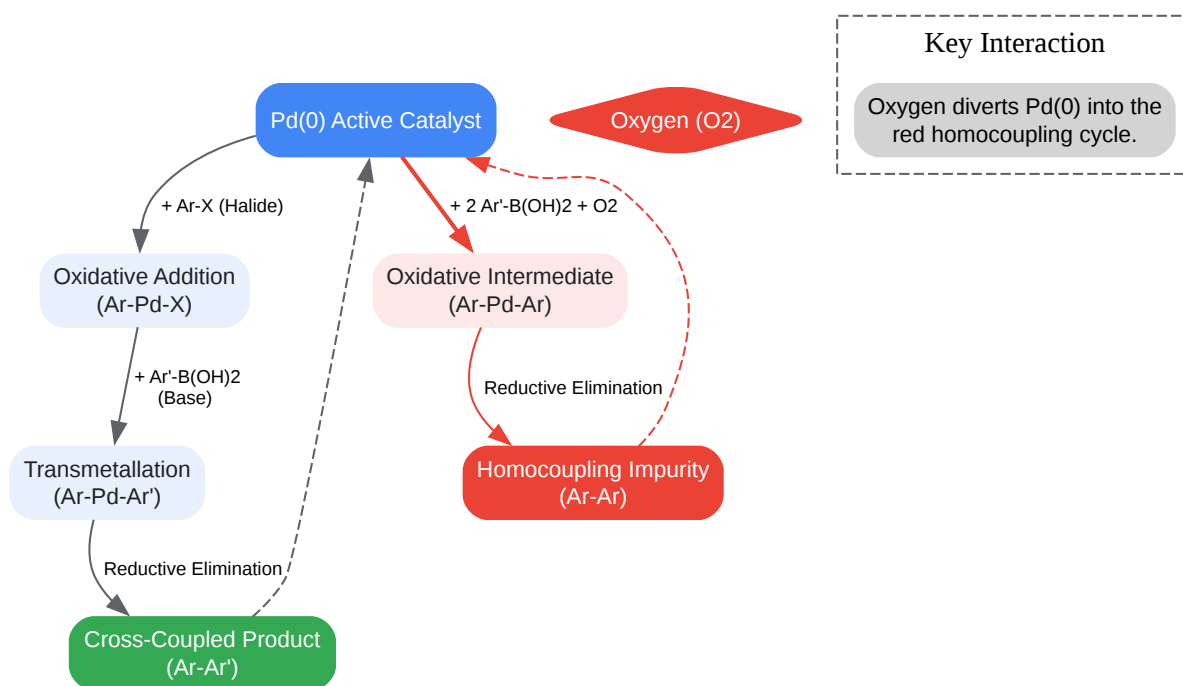 Key Interaction
Oxygen diverts Pd(0) into the
red homocoupling cycle.
Pd(0) Active Catalyst
Oxygen (O2)
+ Ar-X (Halide)
+ 2 Ar'-B(OH)2 + O2
Oxidative Addition
(Ar-Pd-X)
Oxidative Intermediate
(Ar-Pd-Ar)
+ Ar'-B(OH)2
(Base)
Reductive Elimination
Transmetallation
(Ar-Pd-Ar')
Homocoupling Impurity
(Ar-Ar)
Reductive Elimination
Cross-Coupled Product
(Ar-Ar')